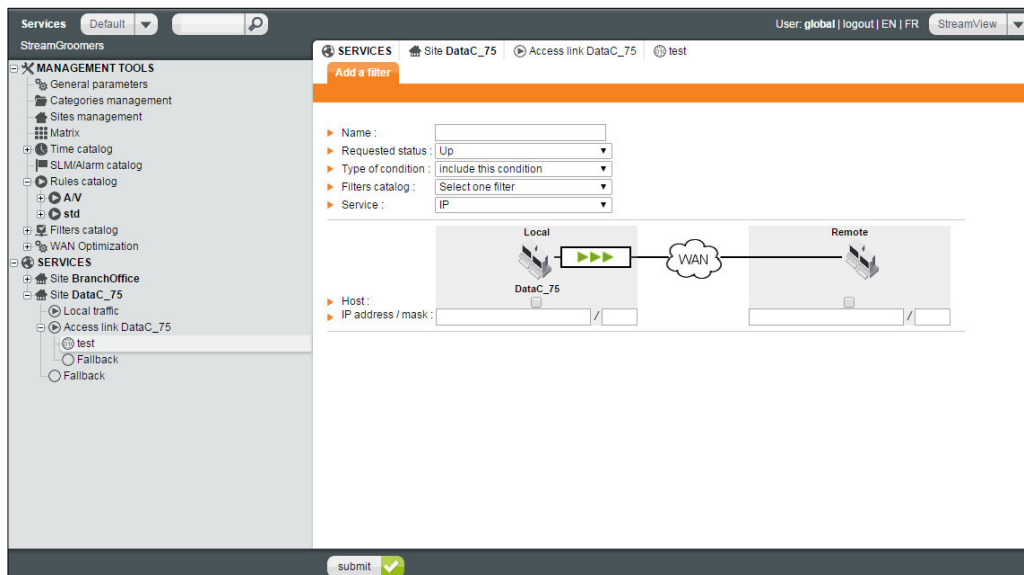 Services Default User: global | logout | EN | FR StreamView
StreamGroomers
MANAGEMENT TOOLS
General parameters
Categories management
Sites management
Matrix
Time catalog
SLM/Alarm catalog
Rules catalog
A/V
std
Filters catalog
WAN Optimization
SERVICES
Site BranchOffice
Site DataC_75
Local traffic
Access link DataC_75
test
Fallback
Fallback
SERVICES Site DataC_75 Access link DataC_75 test
Add a filter
Name :
Requested status : Up
Type of condition : include this condition
Filters catalog : Select one filter
Service : IP
Local Remote
WAN
DataC_75
Host :
IP address / mask : / /
submit